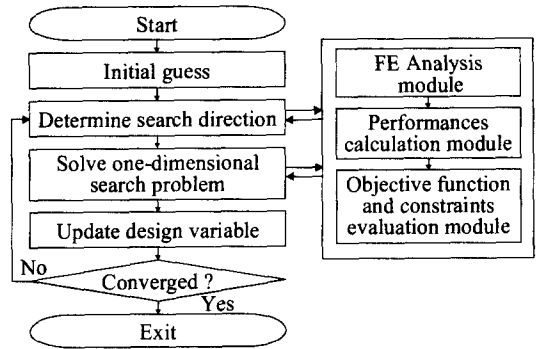 Start
Initial guess
Determine search direction
Solve one-dimensional
search problem
Update design variable
No
Converged ?
Yes
Exit
FE Analysis
module
Performances
calculation module
Objective function
and constraints
evaluation module